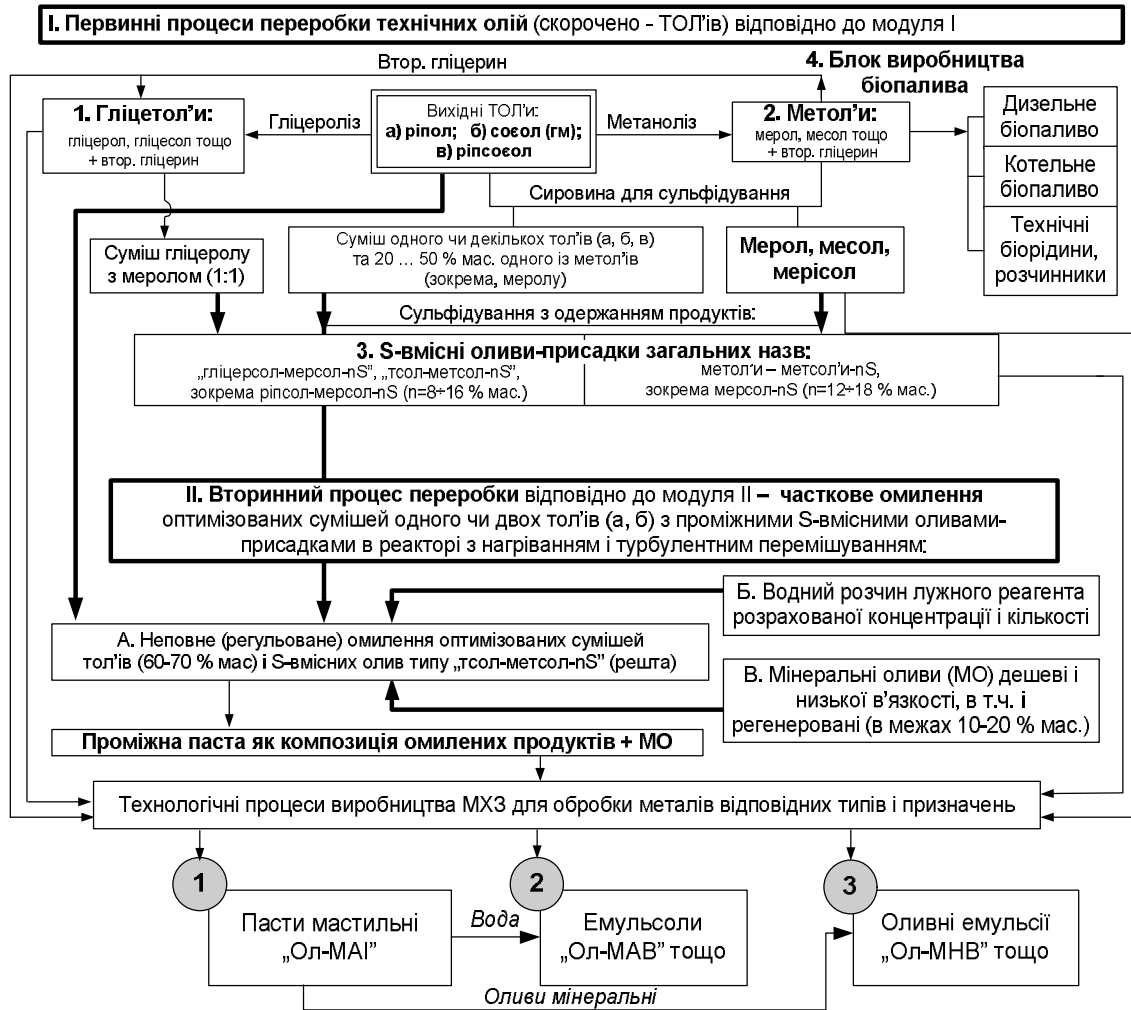 I. Первинні процеси переробки технічних олій (скорочено - ТОЛ'ів) відповідно до модуля I
Втор. гліцерин
4. Блок виробництва
біопалива
1. Гліцетол'и:
гліцерол, гліцесол тощо
+ втор. гліцерин
Гліцероліз
Вихідні ТОЛ'и:
а) ріпол; б) соєол (гм);
в) ріпсоєол
Метаноліз
2. Метол'и:
мерол, месол тощо
+ втор. гліцерин
Дизельне
біопаливо
Котельне
біопаливо
Технічні
біорідини,
розчинники
Сировина для сульфідування
Суміш гліцеролу
з меролом (1:1)
Суміш одного чи декількох тол'ів (а, б, в)
та 20 ... 50 % мас. одного із метол'ів
(зокрема, меролу)
Мерол, месол,
мерісол
Сульфідування з одержанням продуктів:
3. S-вмісні оливи-присадки загальних назв:
„гліцерсол-мерсол-nS”, „тсол-метсол-nS”,
зокрема ріпсол-мерсол-nS (n=8÷16 % мас.)
метол'и – метсол'и-nS,
зокрема мерсол-nS (n=12÷18 % мас.)
II. Вторинний процес переробки відповідно до модуля II – часткове омилення
оптимізованих сумішей одного чи двох тол'ів (а, б) з проміжними S-вмісними оливами-
присадками в реакторі з нагріванням і турбулентним перемішуванням:
Б. Водний розчин лужного реагента
розрахованої концентрації і кількості
А. Неповне (регульоване) омилення оптимізованих сумішей
тол'ів (60-70 % мас) і S-вмісних олив типу „тсол-метсол-nS” (решта)
В. Мінеральні оливи (МО) дешеві і
низької в'язкості, в т.ч. і
регенеровані (в межах 10-20 % мас.)
Проміжна паста як композиція омилених продуктів + МО
Технологічні процеси виробництва МХЗ для обробки металів відповідних типів і призначень
1
2
3
Пасти мастильні
„Ол-МАІ”
Вода
Емульсоли
„Ол-МАВ” тощо
Оливні емульсії
„Ол-МНВ” тощо
Оливи мінеральні